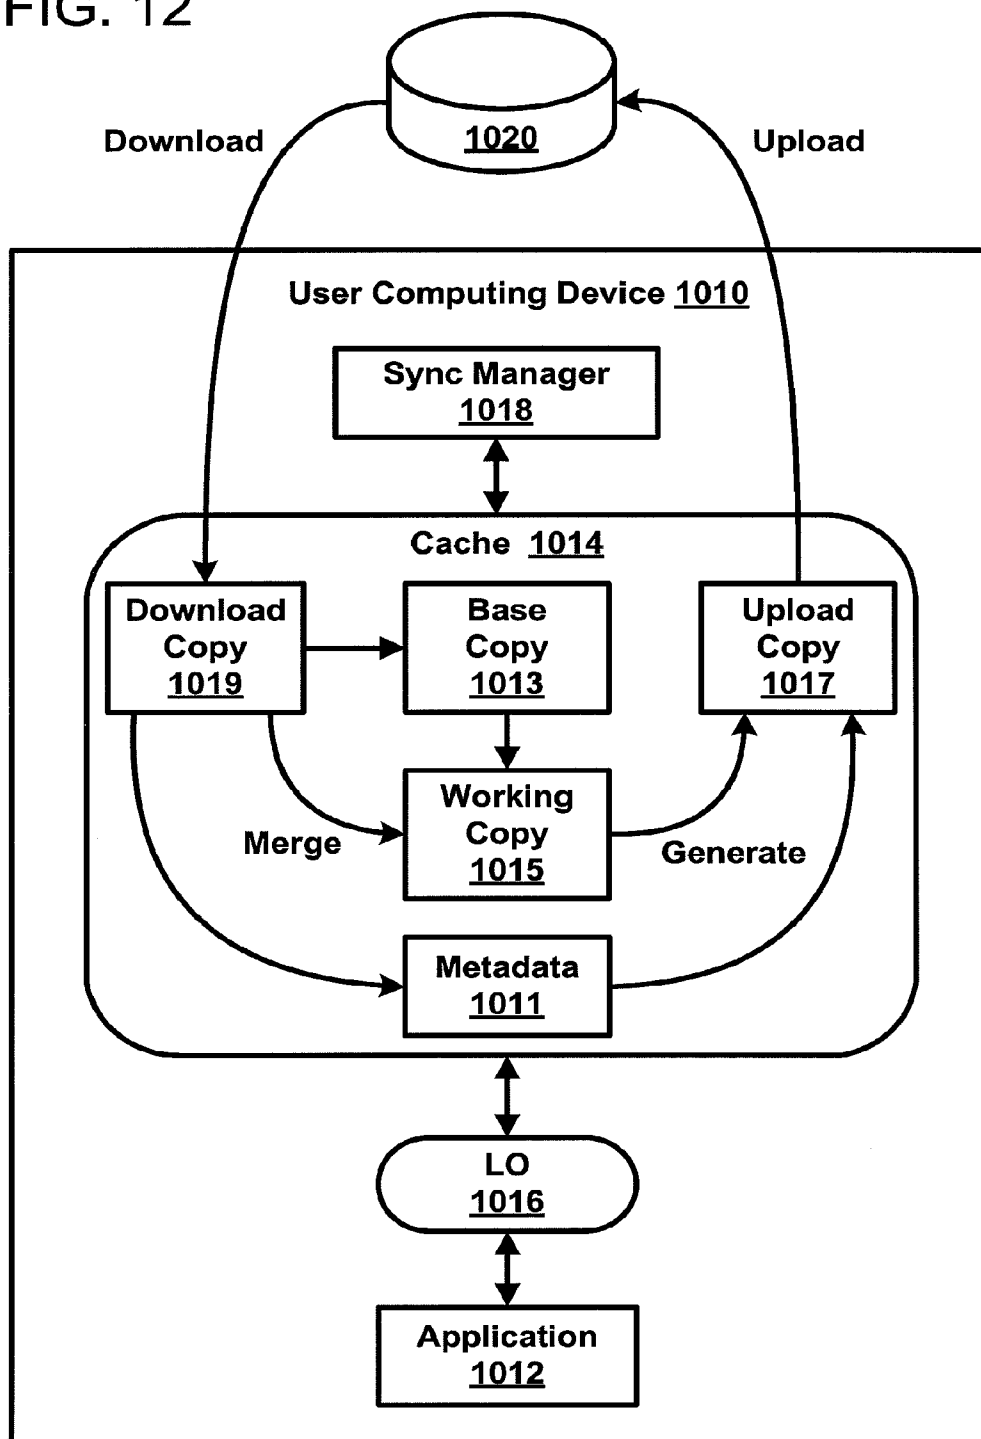 FIG. 12
1020
Download
Upload
User Computing Device 1010
Sync Manager
1018
Cache 1014
Download
Copy
1019
Base
Copy
1013
Upload
Copy
1017
Working
Copy
1015
Merge
Generate
Metadata
1011
LO
1016
Application
1012